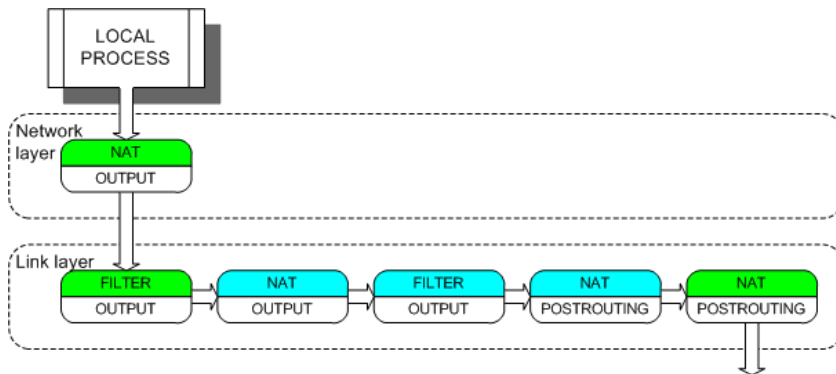 LOCAL
PROCESS
Network
layer
NAT
OUTPUT
Link layer
FILTER
OUTPUT
NAT
OUTPUT
FILTER
OUTPUT
NAT
POSTROUTING
NAT
POSTROUTING